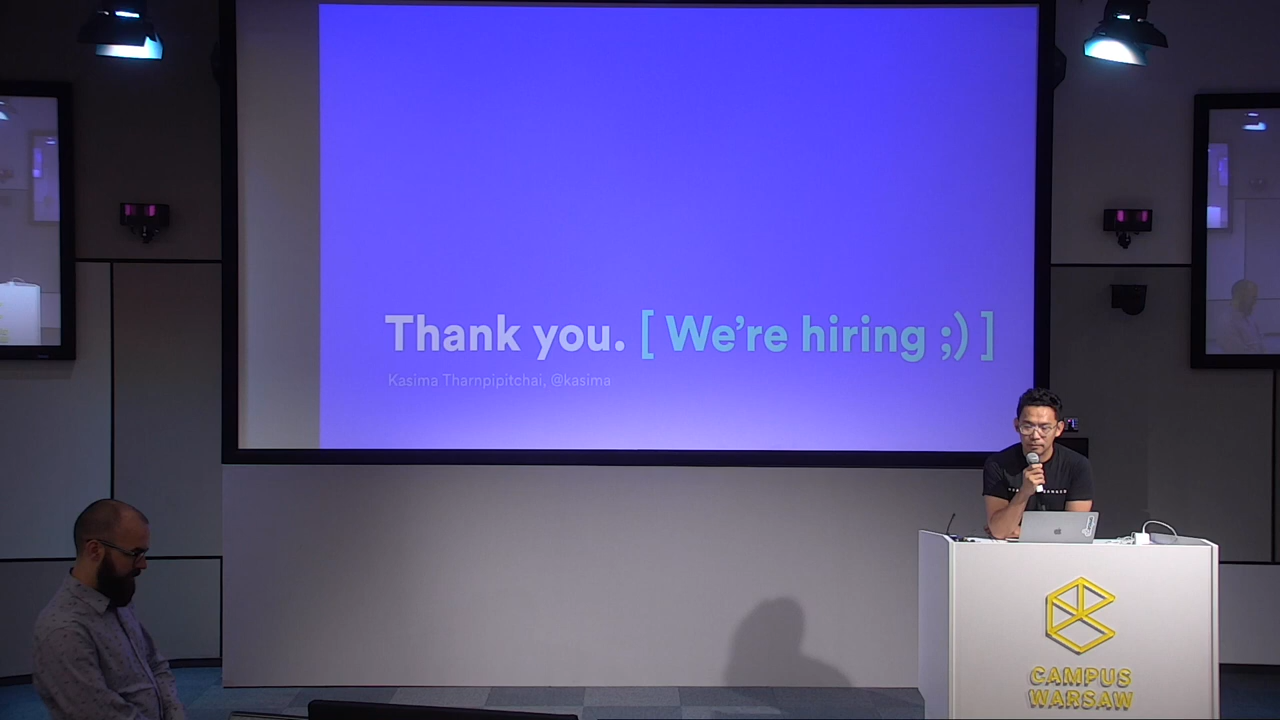 Thank you. [ We’re hiring ;) ]
Kasima Tharnpipitchai, @kasima
CAMPUS
WARSAW